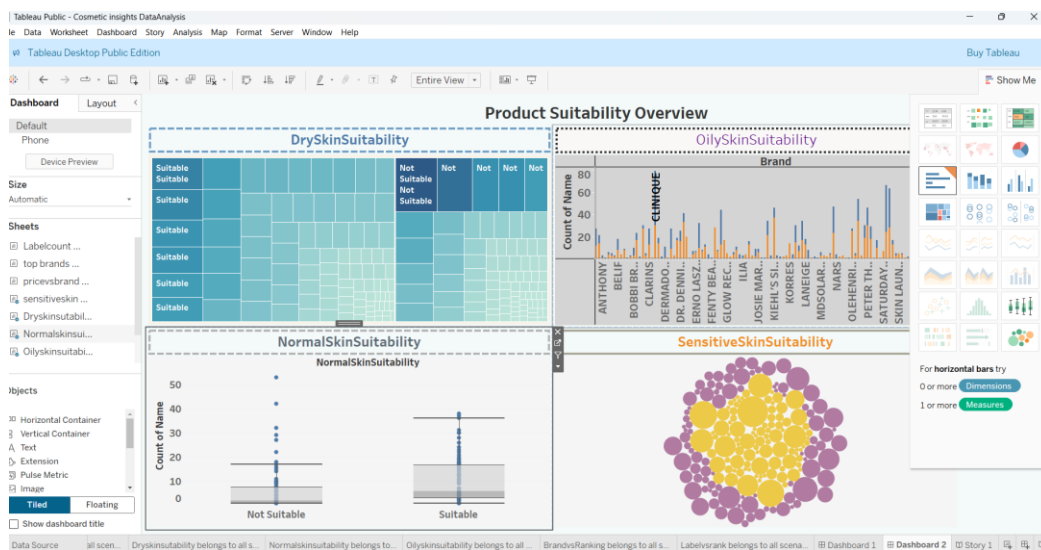 Tableau Public - Cosmetic insights DataAnalysis
le Data Worksheet Dashboard Story Analysis Map Format Server Window Help
Tableau Desktop Public Edition
Buy Tableau
Entire View
Show Me
Dashboard Layout
Default
Phone
Device Preview
Size
Automatic
Sheets
Labelcount ...
top brands ...
pricevsbrand ...
sensitiveskin ...
Dryskinsutabil...
Normalskinsui...
Oilyskinsuitabi...
Objects
Horizontal Container
Vertical Container
Text
Extension
Pulse Metric
Image
Tiled Floating
Show dashboard title
Product Suitability Overview
DrySkinSuitability
Suitable
Suitable
Suitable
Suitable
Suitable
Suitable
Suitable
Not
Suitable
Not
Suitable
Not
Not
Not
Not
OilySkinSuitability
Brand
Count of Name
80
60
40
20
CLINIQUE
ANTHONY
BELIF
BOBBI BR...
CLARINS
DERMADO...
DR. DENNI...
ERNO LASZ...
FENTY BEA...
GLOW REC...
ILIA
JOSIE MAR...
KIEHL'S SI...
KORRES
LANEIGE
MDSOLAR...
NARS
OLEHENRI...
PETER TH...
SATURDAY...
SKIN LAUN...
NormalSkinSuitability
NormalSkinSuitability
Count of Name
50
40
30
20
10
0
Not Suitable
Suitable
SensitiveSkinSuitability
For horizontal bars try
0 or more Dimensions
1 or more Measures
Data Source
all scen...
Dryskinsutability belongs to all s...
Normalskinsuitability belongs to...
Oilyskinsuitability belongs to all ...
BrandvsRanking belongs to all s...
Labelvsrank belongs to all scena...
Dashboard 1
Dashboard 2
Story 1